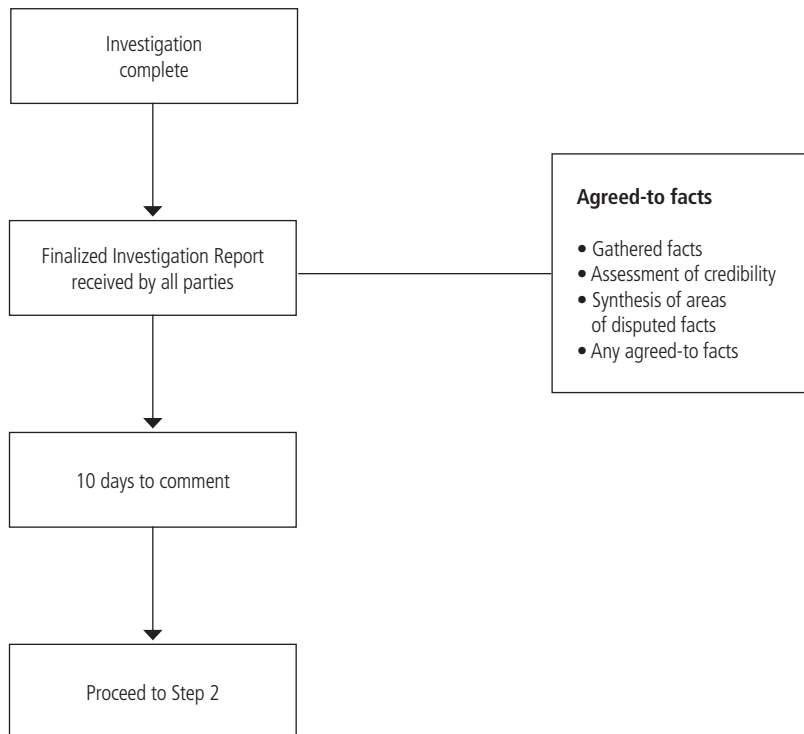 Investigation
complete
Finalized Investigation Report
received by all parties
Agreed-to facts
• Gathered facts
• Assessment of credibility
• Synthesis of areas
of disputed facts
• Any agreed-to facts
10 days to comment
Proceed to Step 2